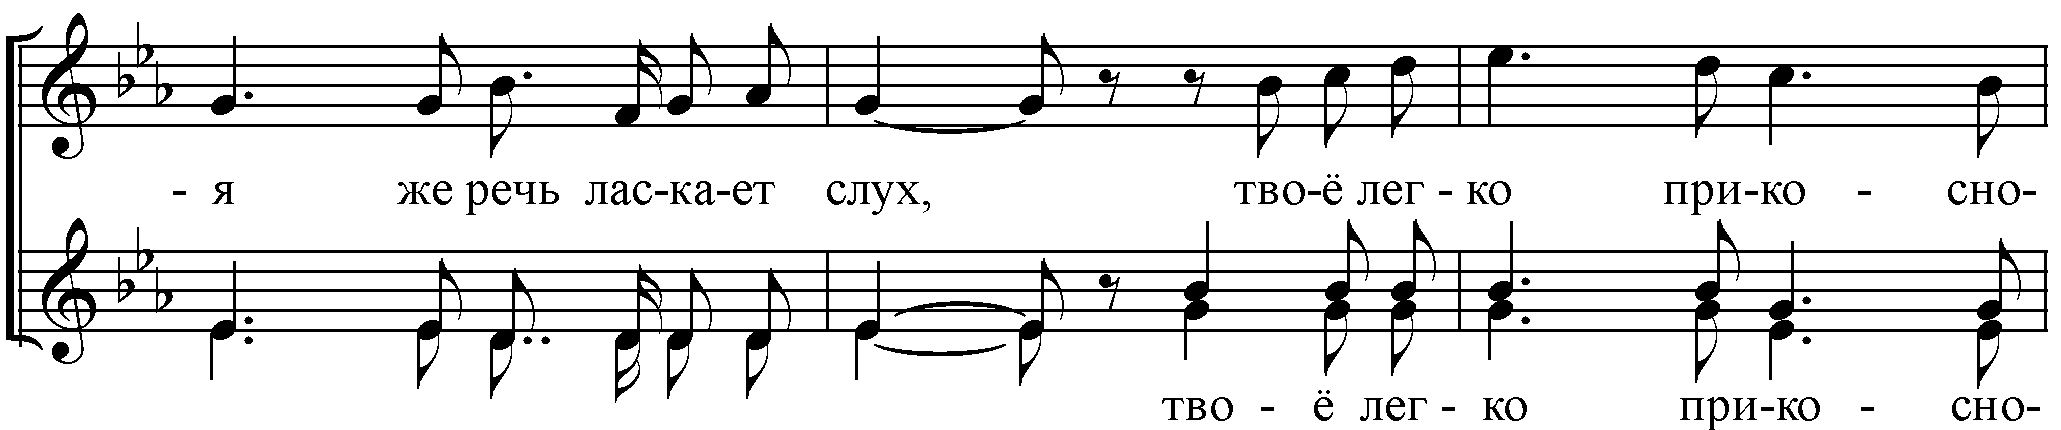 - я же речь лас-ка-ет слух, тво-ё лег - ко при-ко - сно-
тво - ё лег - ко при-ко - сно-